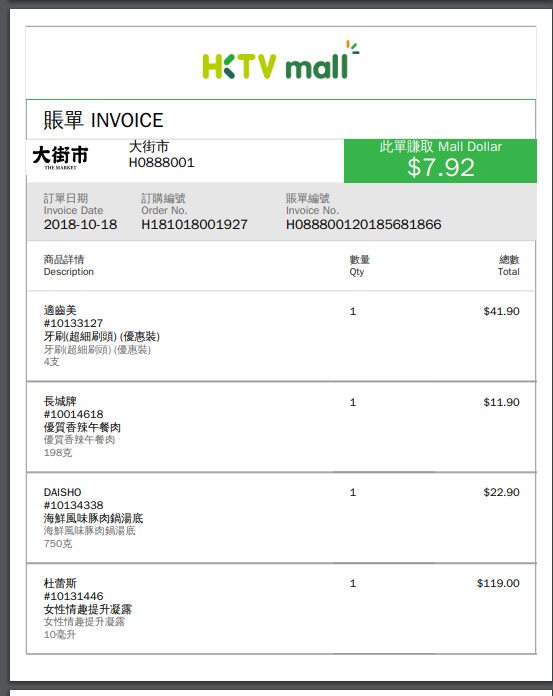 HKTV mall
賬單 INVOICE
大街市
THE MARKET
大街市
H0888001
此單賺取 Mall Dollar
$7.92
訂單日期
Invoice Date
2018-10-18
訂購編號
Order No.
H181018001927
賬單編號
Invoice No.
H088800120185681866
商品詳情
Description
數量
Qty
總數
Total
適齒美
#10133127
牙刷(超細刷頭) (優惠裝)
牙刷(超細刷頭) (優惠裝)
4支
1
$41.90
長城牌
#10014618
優質香辣午餐肉
優質香辣午餐肉
198克
1
$11.90
DAISHO
#10134338
海鮮風味豚肉鍋湯底
海鮮風味豚肉鍋湯底
750克
1
$22.90
杜蕾斯
#10131446
女性情趣提升凝露
女性情趣提升凝露
10毫升
1
$119.00